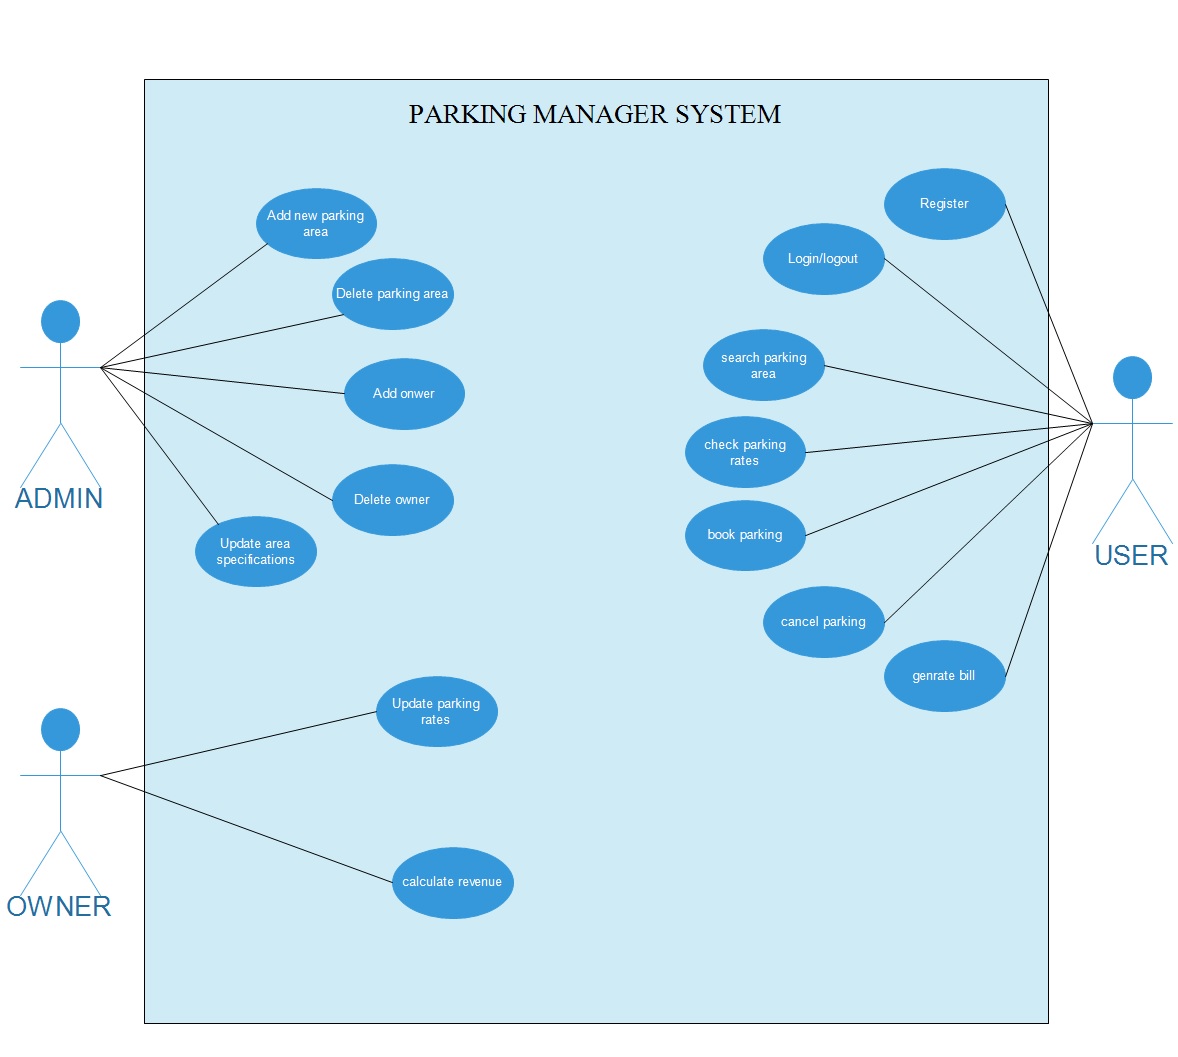 PARKING MANAGER SYSTEM
Add new parking
area
Delete parking area
Add onwer
Delete owner
Update area
specifications
ADMIN
Register
Login/logout
search parking
area
check parking
rates
book parking
cancel parking
genrate bill
USER
Update parking
rates
calculate revenue
OWNER